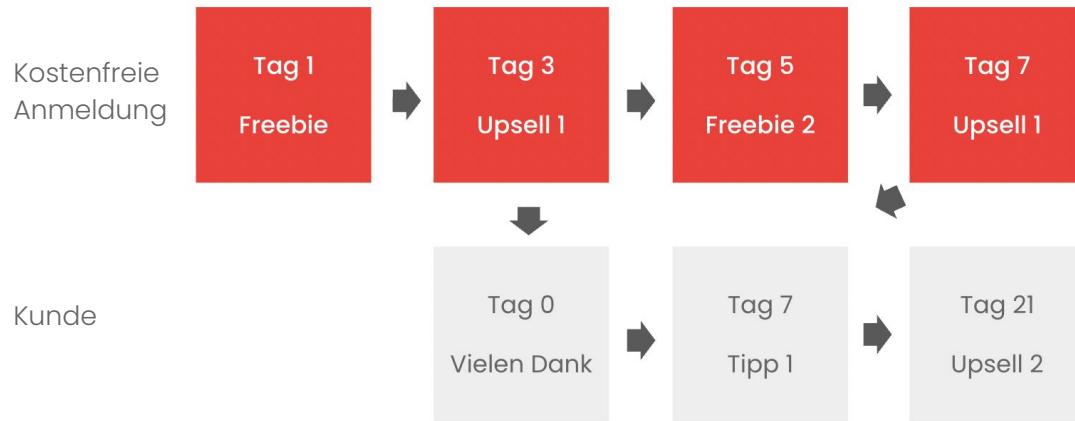 Kostenfreie
Anmeldung
Tag 1
Freebie
Tag 3
Upsell 1
Tag 5
Freebie 2
Tag 7
Upsell 1
Kunde
Tag 0
Vielen Dank
Tag 7
Tipp 1
Tag 21
Upsell 2